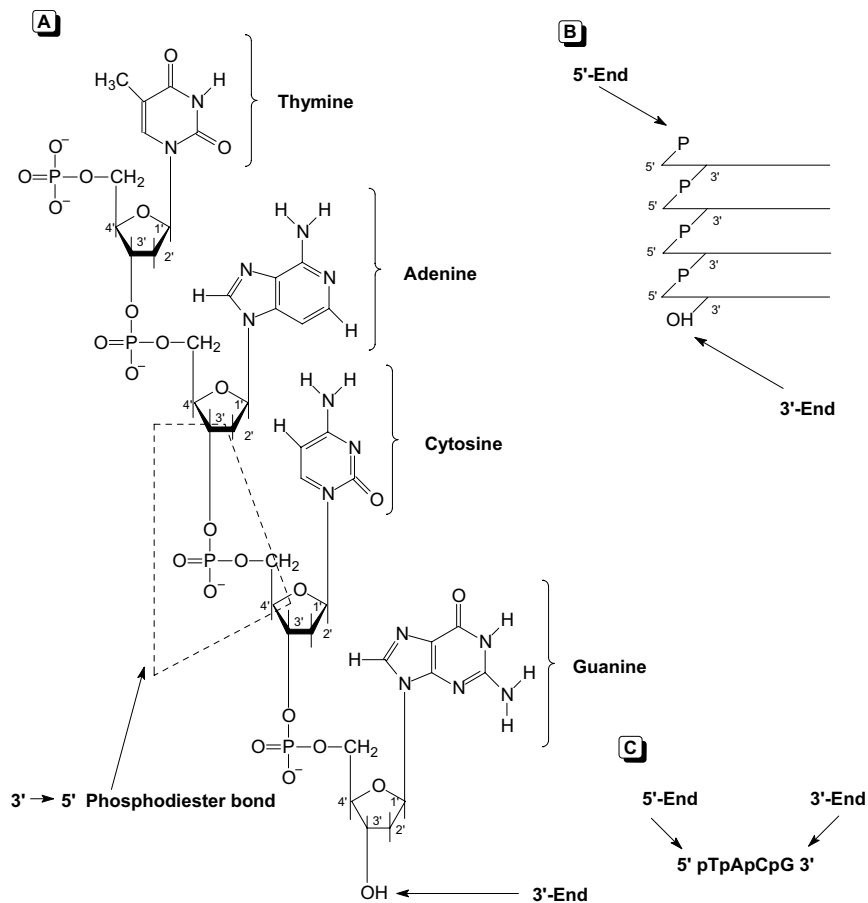 A
O
H₃C
N
H
Thymine
N
O
O⁻
O=P–O–CH₂
O⁻
O
4'
1'
3'
2'
H
H
N
N
N
Adenine
H
N
H
O
O=P–O–CH₂
O⁻
O
4'
1'
3'
2'
H
H
N
H
N
Cytosine
N
O
O
O=P–O–CH₂
O⁻
O
4'
1'
3'
2'
O
H
N
N
H
Guanine
N
N
N
H
H
O
O=P–O–CH₂
O⁻
O
4'
1'
3'
2'
3' → 5' Phosphodiester bond
OH
3'-End
B
5'-End
P
5'
3'
P
5'
3'
P
5'
3'
P
5'
3'
OH
3'-End
C
5'-End
3'-End
5' pTpApCpG 3'